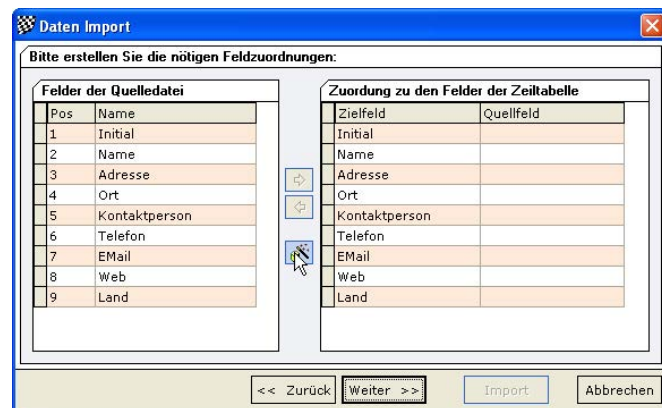 Daten Import
Bitte erstellen Sie die nötigen Feldzuordnungen:
Felder der Quelledatei
Pos Name
1 Initial
2 Name
3 Adresse
4 Ort
5 Kontaktperson
6 Telefon
7 EMail
8 Web
9 Land
Zuordung zu den Felder der Zeiltabelle
Zielfeld Quellfeld
Initial
Name
Adresse
Ort
Kontaktperson
Telefon
EMail
Web
Land
<< Zurück Weiter >> Import Abbrechen